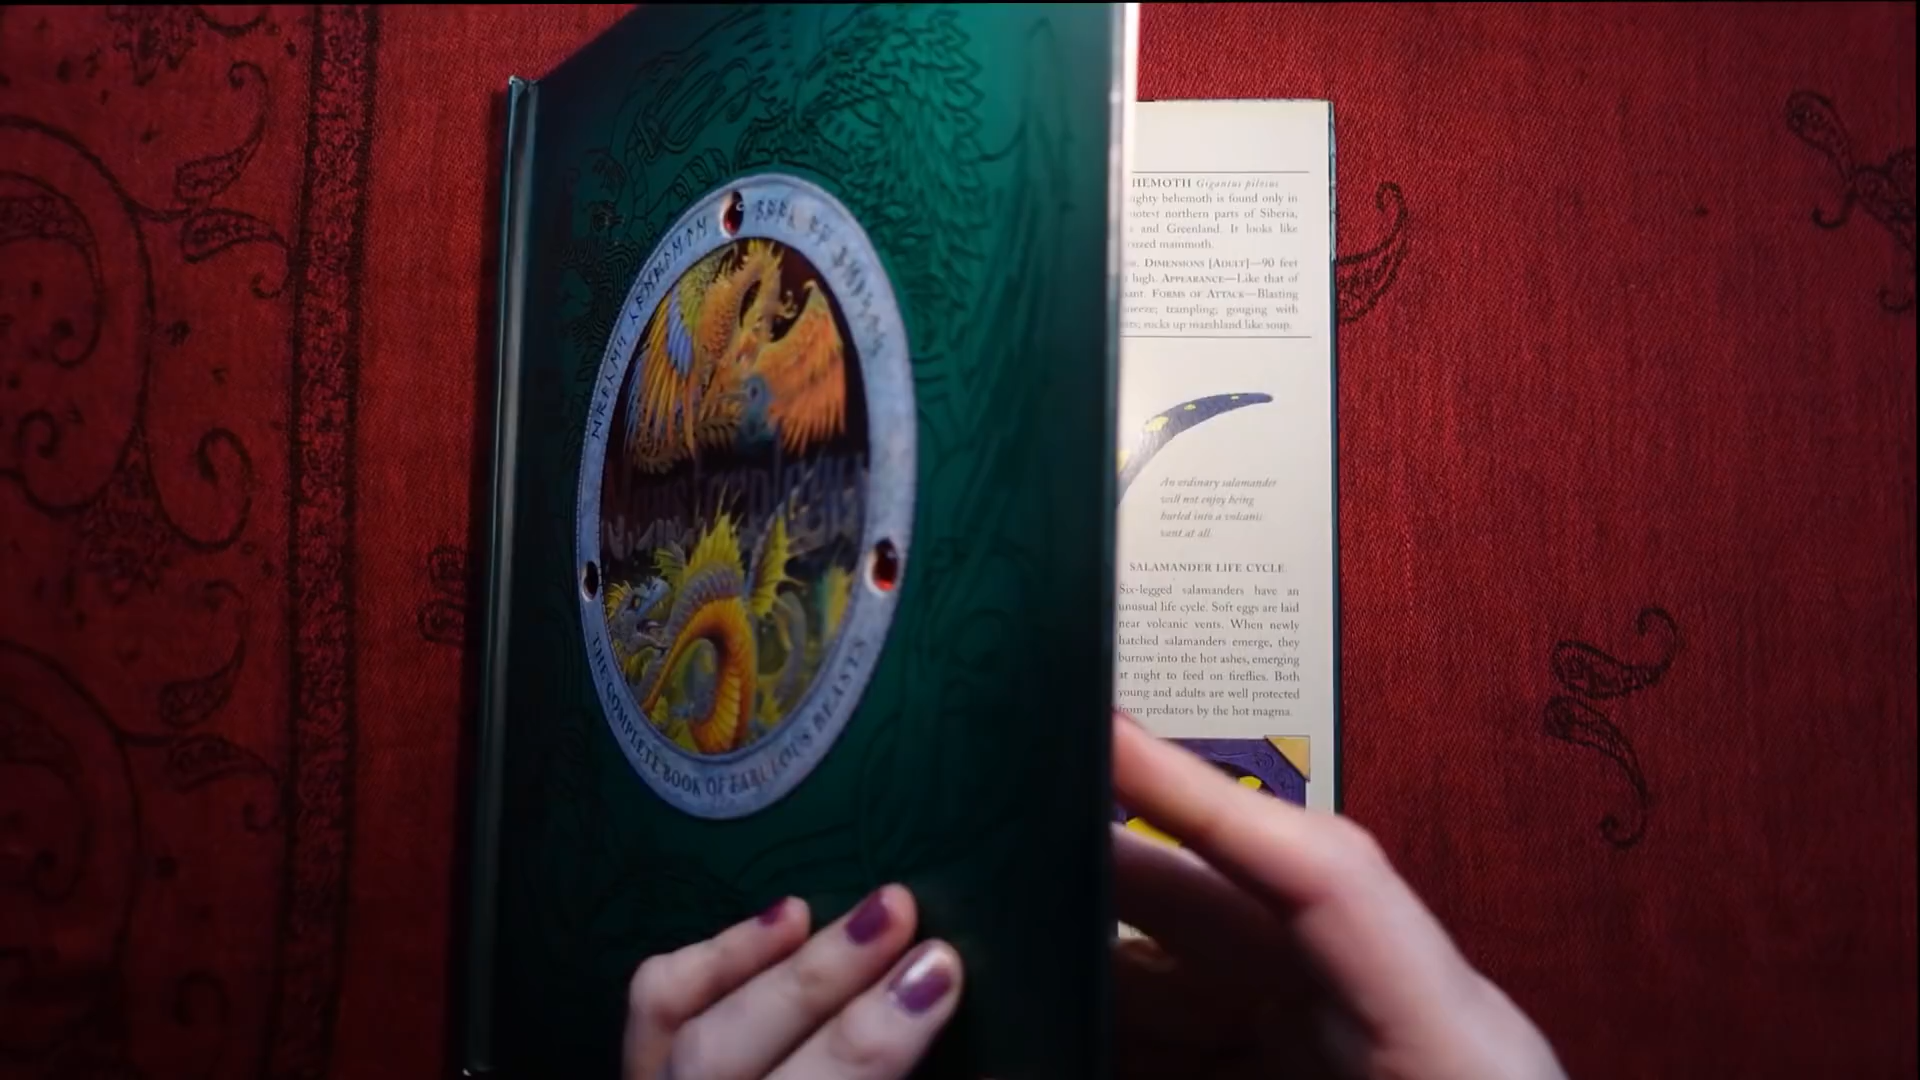 Monsterology
THE COMPLETE BOOK OF FABULOUS BEASTS
HEMOTH Gigantus pilosus
ighty behemoth is found only in
motest northern parts of Siberia,
and Greenland. It looks like
sized mammoth.
DIMENSIONS [ADULT]—90 feet
high. APPEARANCE—Like that of
ant. FORMS OF ATTACK—Blasting
sneeze; trampling; gouging with
sucks up marshland like soup.
An ordinary salamander
will not enjoy being
hurled into a volcanic
vent at all.
SALAMANDER LIFE CYCLE
Six-legged salamanders have an
unusual life cycle. Soft eggs are laid
near volcanic vents. When newly
hatched salamanders emerge, they
burrow into the hot ashes, emerging
at night to feed on fireflies. Both
young and adults are well protected
from predators by the hot magma.